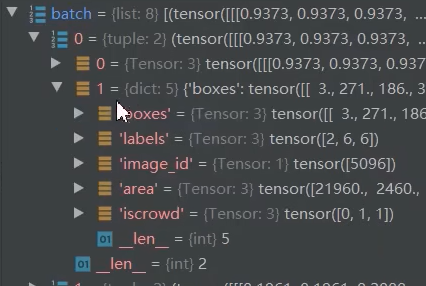 batch = {list: 8} [(tensor([[[0.9373, 0.9373, 0.9373, ...
0 = {tuple: 2} (tensor([[[0.9373, 0.9373, 0.9373, ...
0 = {Tensor: 3} tensor([[[0.9373, 0.9373, 0.9373,
1 = {dict: 5} {'boxes': tensor([[ 3., 271., 186., 3
boxes' = {Tensor: 3} tensor([[ 3., 271., 186
'labels' = {Tensor: 3} tensor([2, 6, 6])
'image_id' = {Tensor: 1} tensor([5096])
'area' = {Tensor: 3} tensor([21960., 2460.,
'iscrowd' = {Tensor: 3} tensor([0, 1, 1])
01 __len__ = {int} 5
01 __len__ = {int} 2